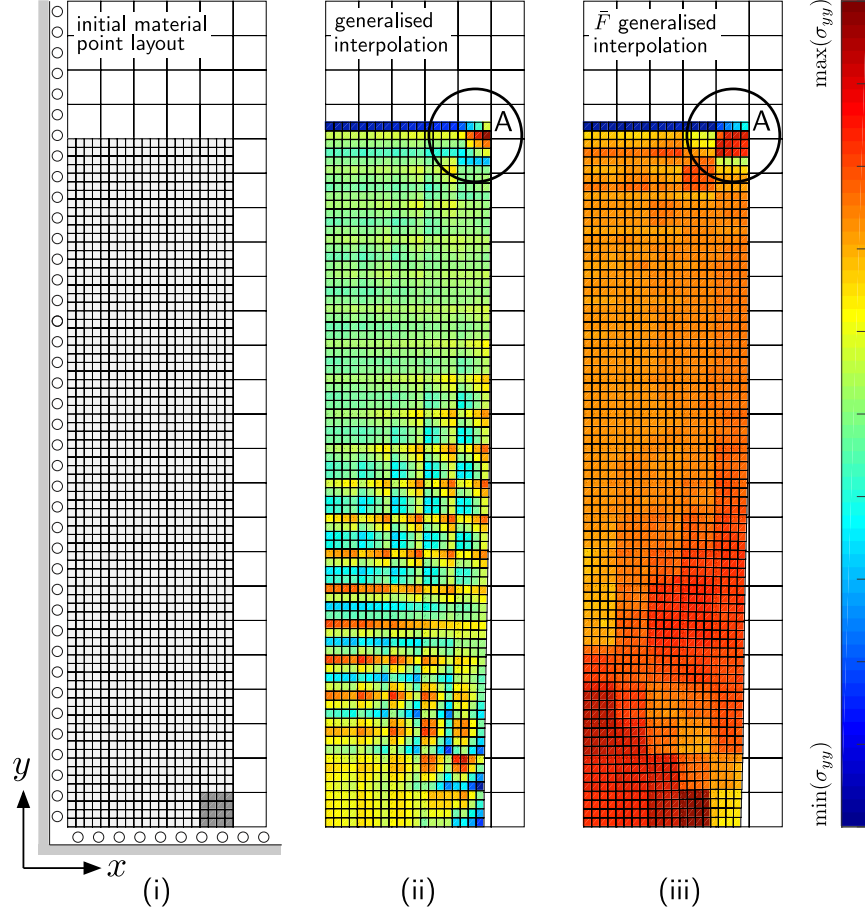 initial material
point layout
generalised
interpolation
F̄ generalised
interpolation
A
A
max(σyy)
min(σyy)
y
x
(i)
(ii)
(iii)